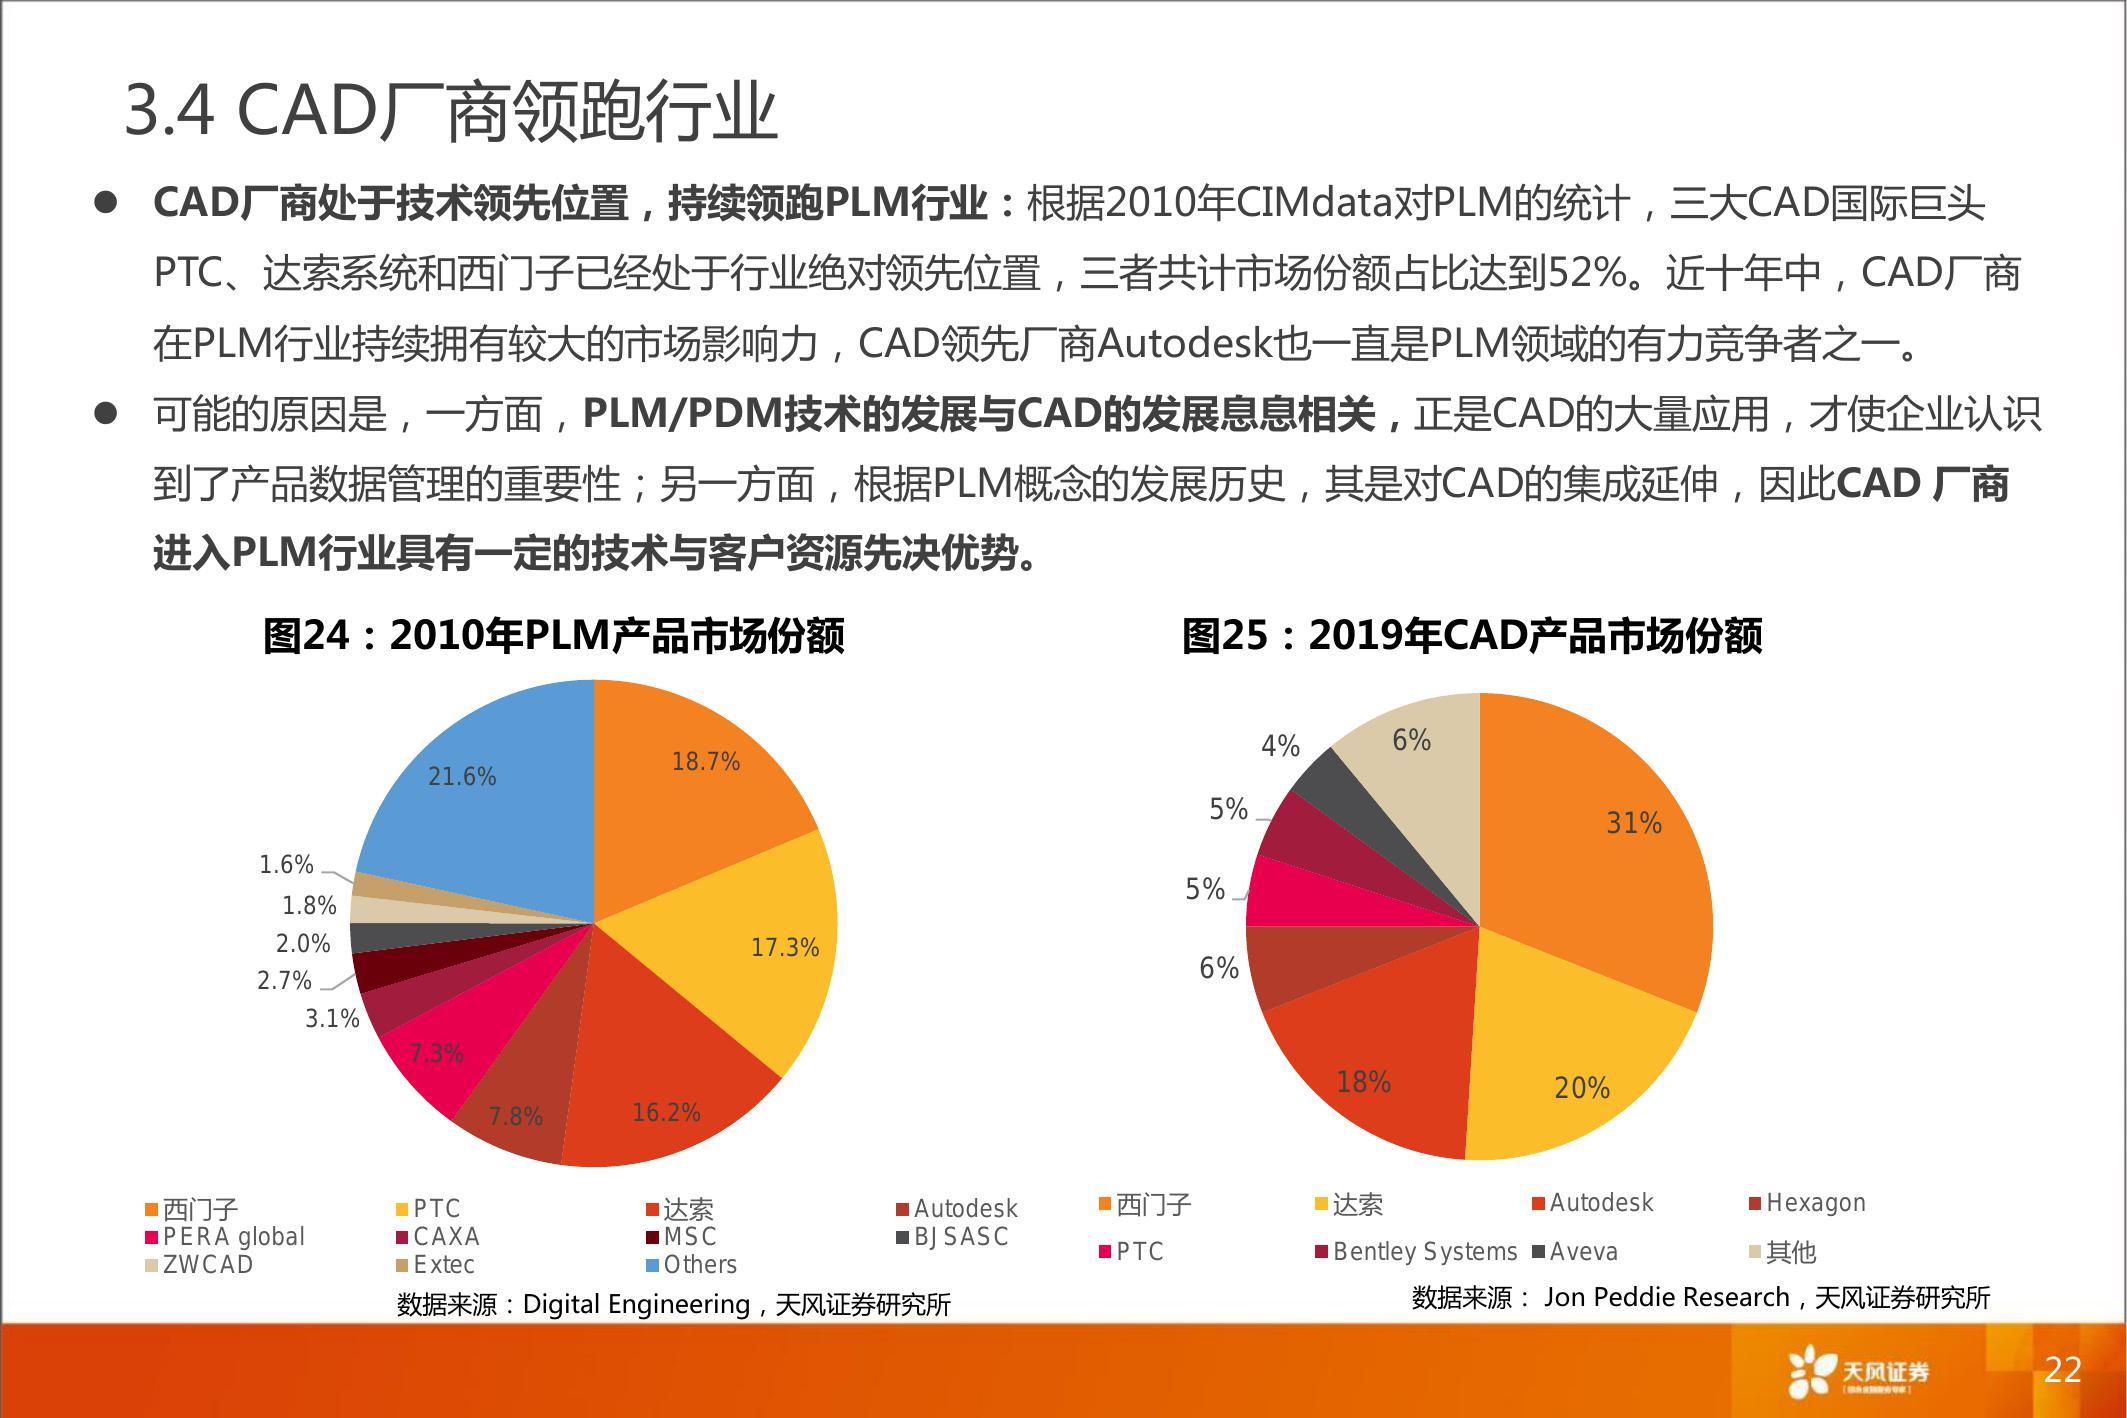 3.4 CAD厂商领跑行业
● CAD厂商处于技术领先位置，持续领跑PLM行业：根据2010年CIMdata对PLM的统计，三大CAD国际巨头
PTC、达索系统和西门子已经处于行业绝对领先位置，三者共计市场份额占比达到52%。近十年中，CAD厂商
在PLM行业持续拥有较大的市场影响力，CAD领先厂商Autodesk也一直是PLM领域的有力竞争者之一。
● 可能的原因是，一方面，PLM/PDM技术的发展与CAD的发展息息相关，正是CAD的大量应用，才使企业认识
到了产品数据管理的重要性；另一方面，根据PLM概念的发展历史，其是对CAD的集成延伸，因此CAD 厂商
进入PLM行业具有一定的技术与客户资源先决优势。
图24：2010年PLM产品市场份额
18.7%
17.3%
16.2%
7.8%
7.3%
3.1%
2.7%
2.0%
1.8%
1.6%
21.6%
西门子 PTC 达索 Autodesk
PERA global CAXA MSC BJSASC
ZWCAD Extec Others
数据来源：Digital Engineering，天风证券研究所
图25：2019年CAD产品市场份额
31%
20%
18%
6%
5%
5%
4%
6%
西门子 达索 Autodesk Hexagon
PTC Bentley Systems Aveva 其他
数据来源： Jon Peddie Research，天风证券研究所
天风证券
22